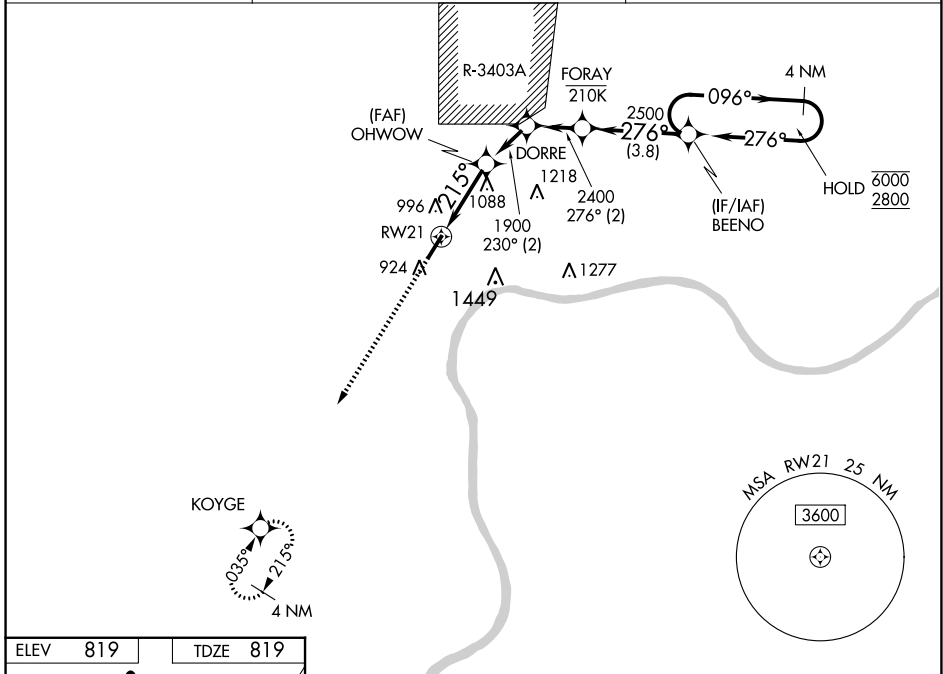 R-3403A
FORAY
210K
4 NM
096°
2500
276°
(3.8)
276°
HOLD 6000
2800
(FAF)
OHWOW
DORRE
(IF/IAF)
BEENO
215°
1088
1218
2400
276° (2)
1900
230° (2)
996
RW21
924
1449
1277
KOYGE
035°
215°
4 NM
MSA RW21 25 NM
3600
ELEV 819
TDZE 819